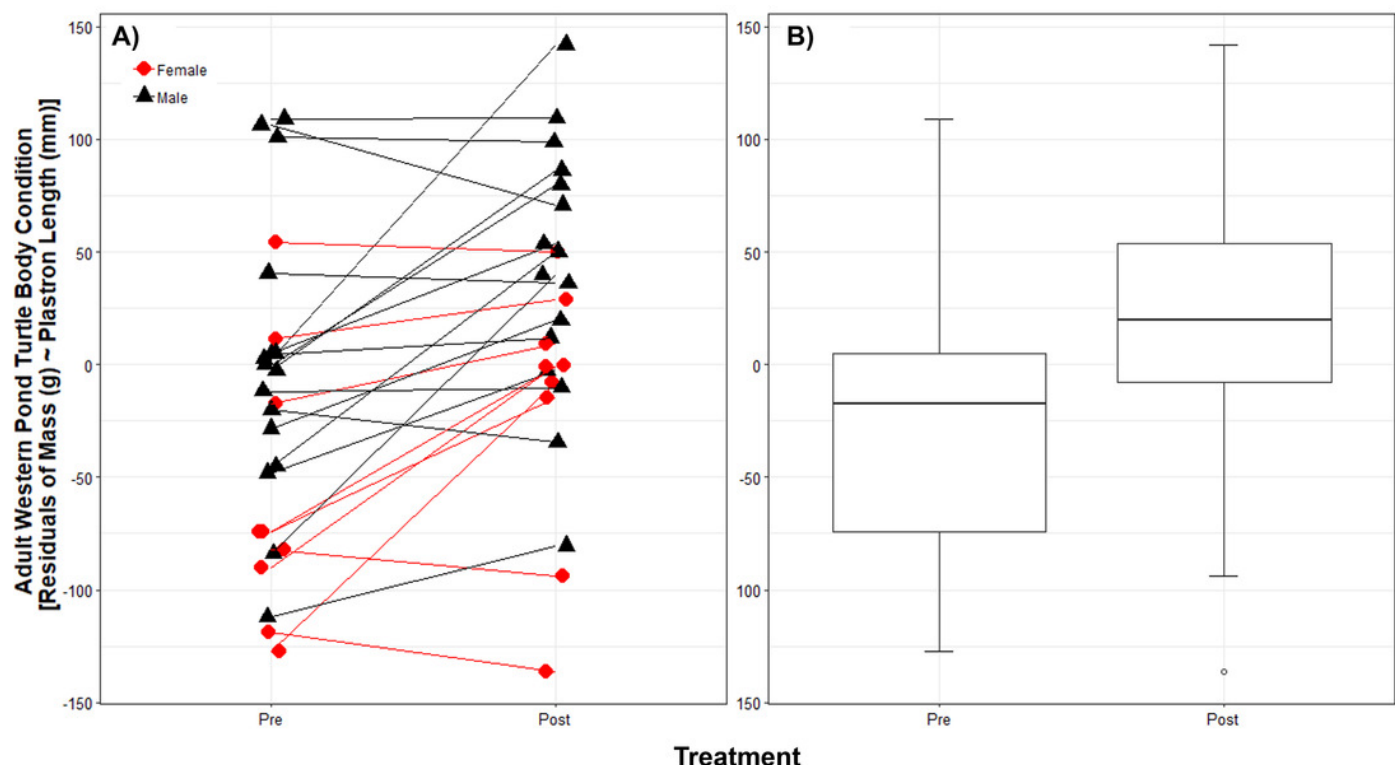 Adult Western Pond Turtle Body Condition
[Residuals of Mass (g) ~ Plastron Length (mm)]
A)
Female
Male
150
100
50
0
-50
-100
-150
Pre
Post
B)
150
100
50
0
-50
-100
150
Pre
Post
Treatment